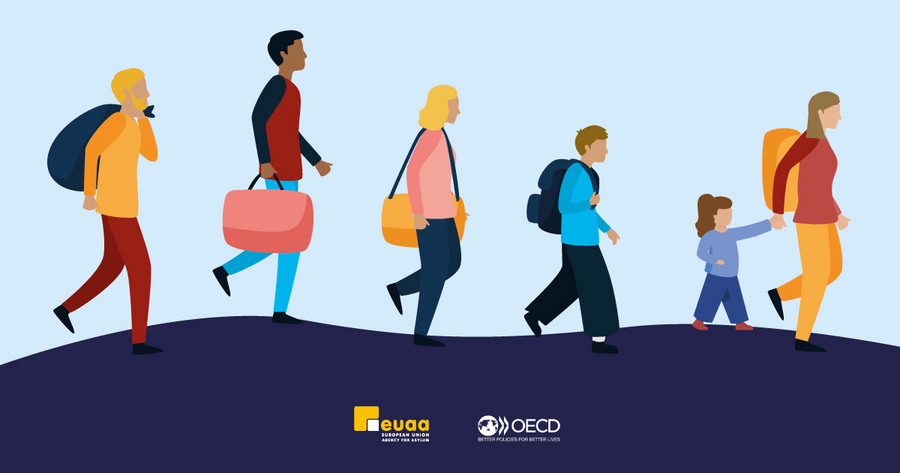 euaa
EUROPEAN UNION
AGENCY FOR ASYLUM
OECD
BETTER POLICIES FOR BETTER LIVES